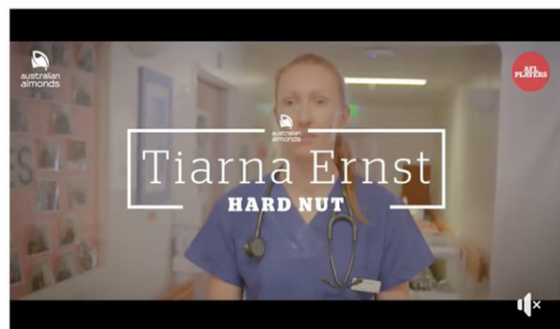 australian
almonds
AFL
PLAYERS
australian
almonds
Tiarna Ernst
HARD NUT